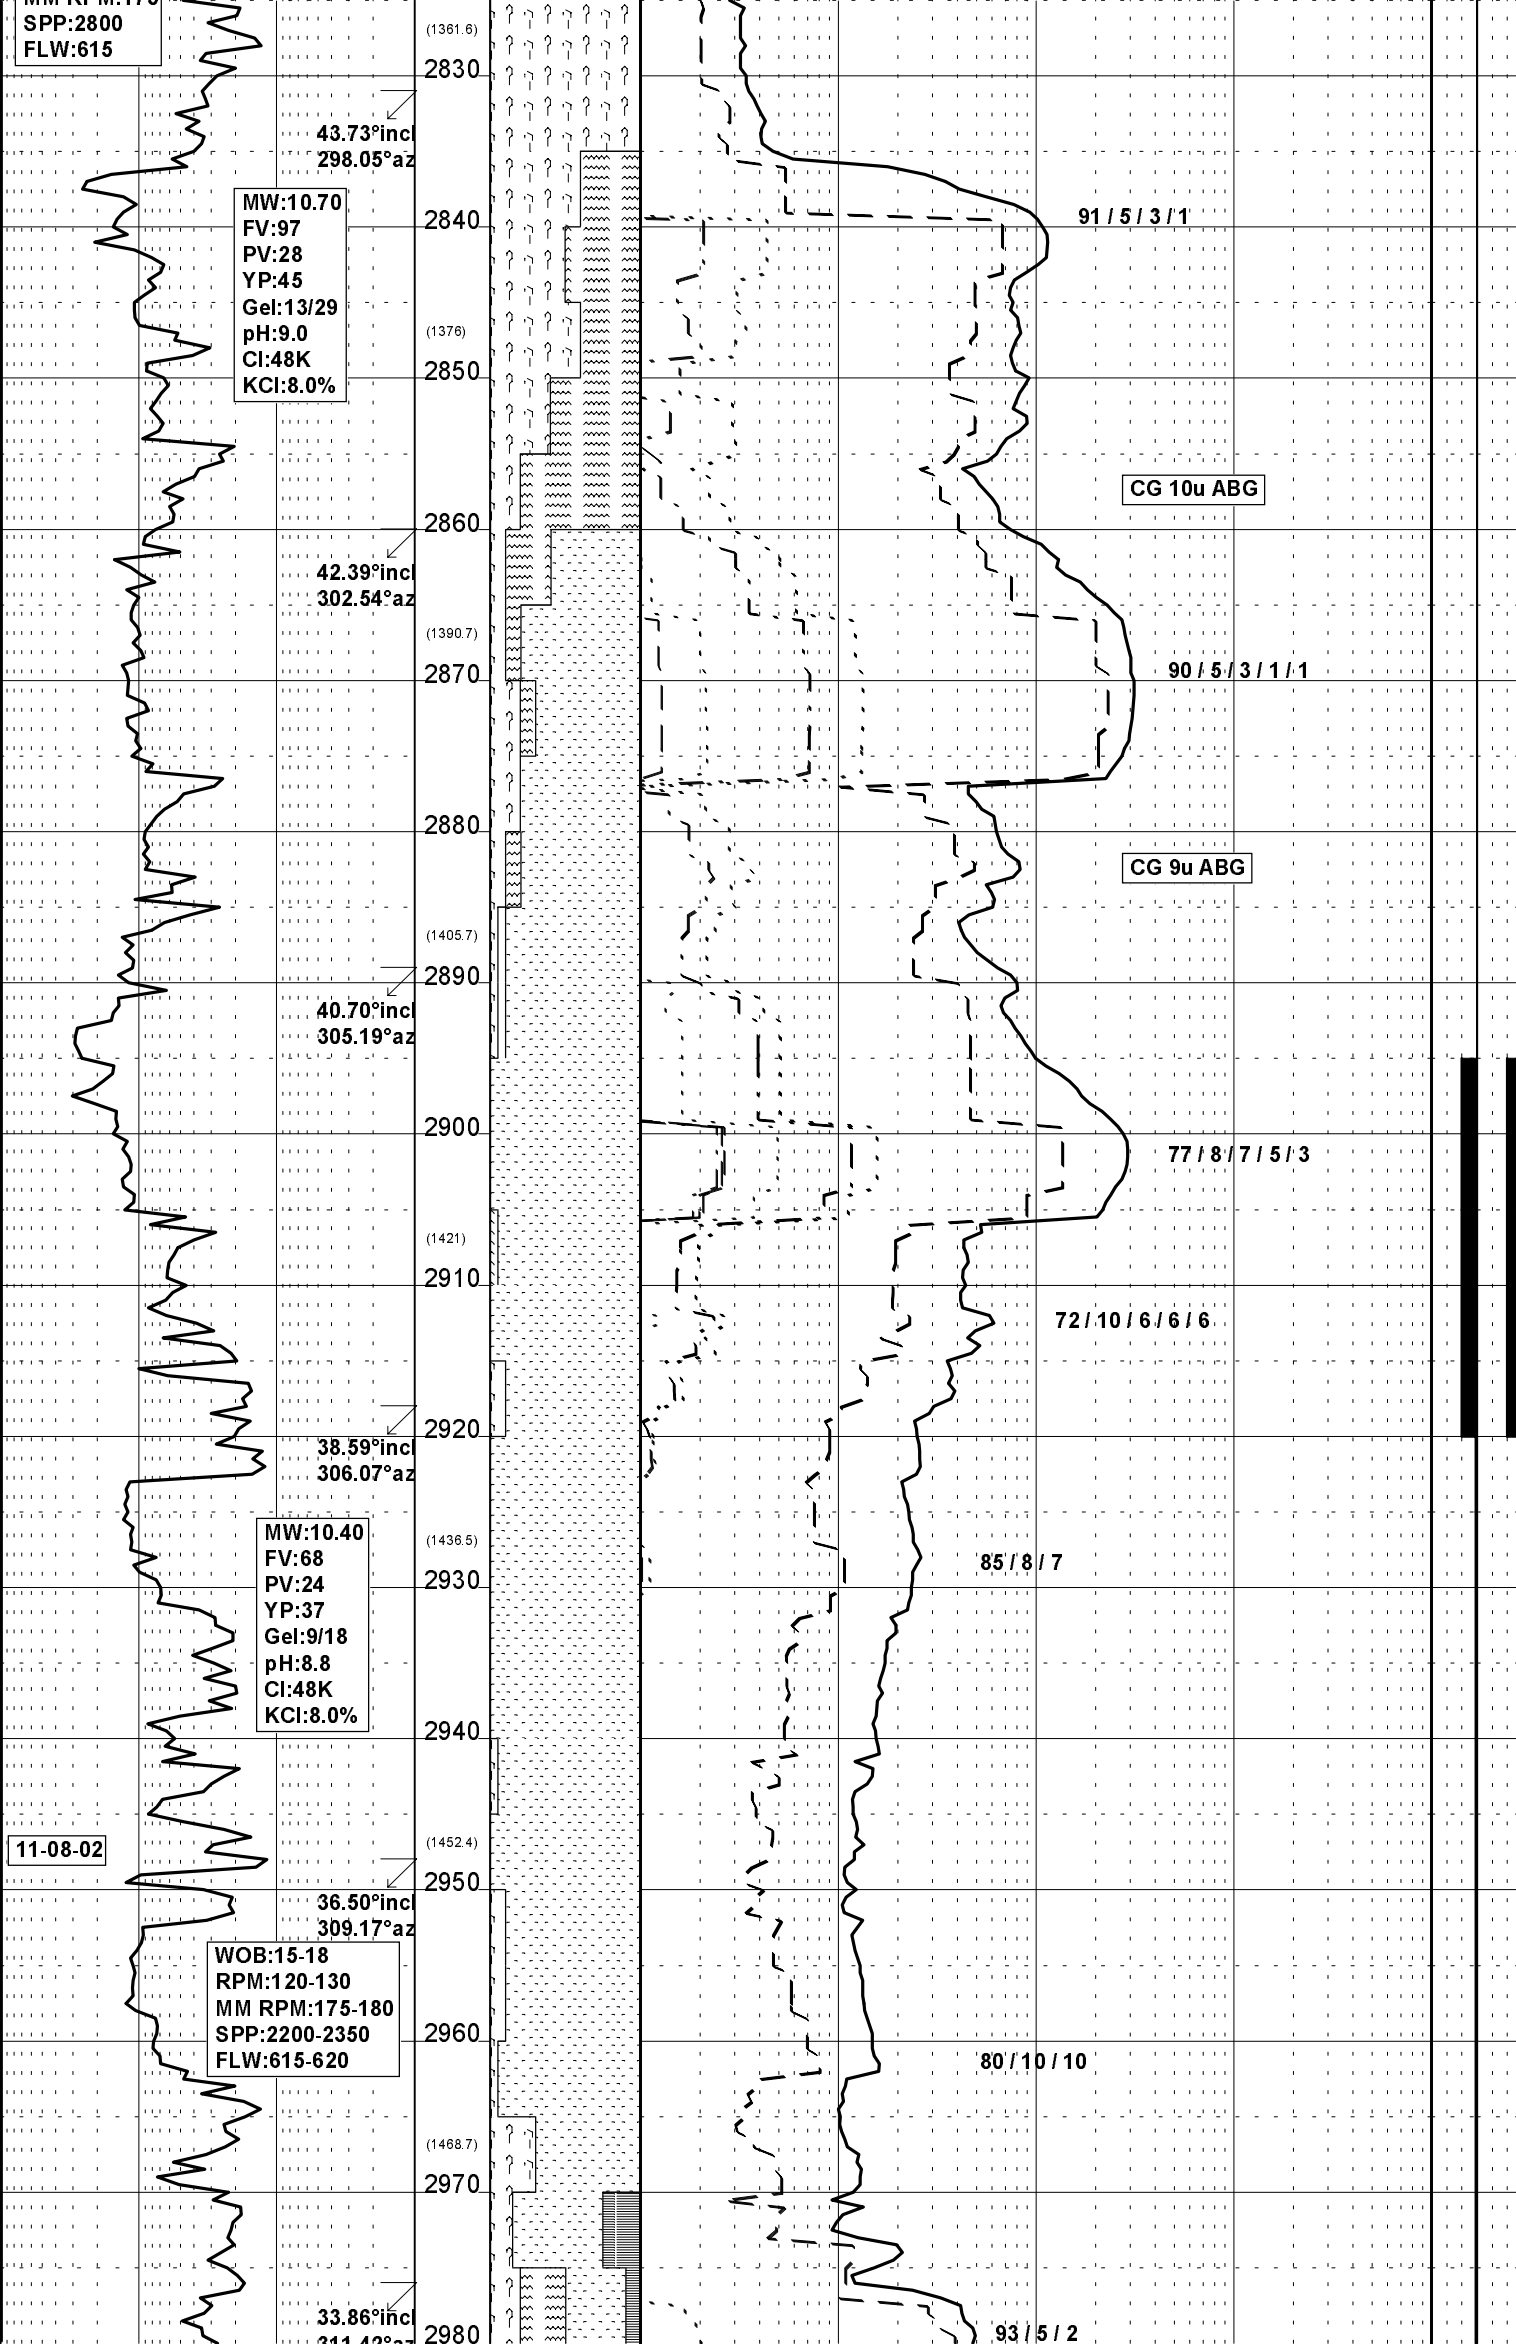 SPP:2800
FLW:615
(1361.6)
2830
43.73°incl
298.05°az
MW:10.70
FV:97
PV:28
YP:45
Gel:13/29
pH:9.0
Cl:48K
KCl:8.0%
2840
91 / 5 / 3 / 1
(1376)
2850
CG 10u ABG
2860
42.39°incl
302.54°az
(1390.7)
2870
90 / 5 / 3 / 1 / 1
2880
CG 9u ABG
(1405.7)
2890
40.70°incl
305.19°az
2900
77 / 8 / 7 / 5 / 3
(1421)
2910
72 / 10 / 6 / 6 / 6
2920
38.59°incl
306.07°az
MW:10.40
FV:68
PV:24
YP:37
Gel:9/18
pH:8.8
Cl:48K
KCl:8.0%
(1436.5)
85 / 8 / 7
2930
2940
11-08-02
(1452.4)
2950
36.50°incl
309.17°az
WOB:15-18
RPM:120-130
MM RPM:175-180
SPP:2200-2350
FLW:615-620
2960
80 / 10 / 10
(1468.7)
2970
33.86°incl
2980
93 / 5 / 2